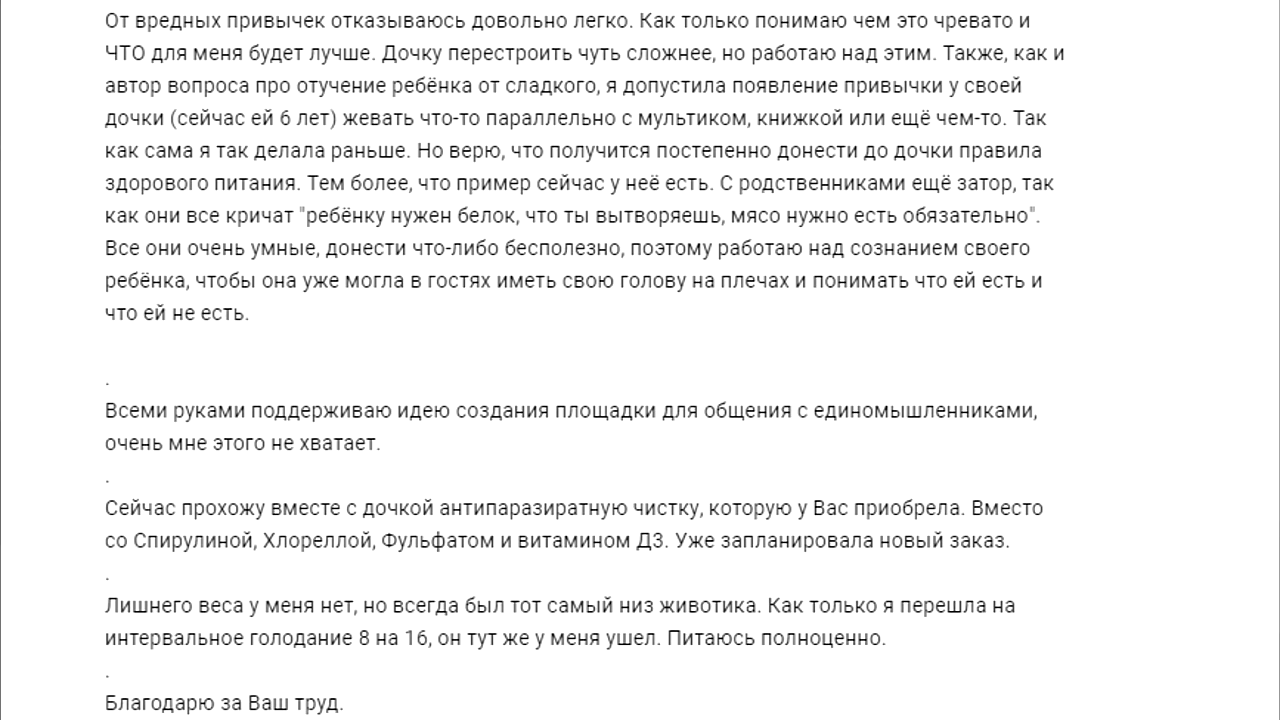 От вредных привычек отказываюсь довольно легко. Как только понимаю чем это чревато и
ЧТО для меня будет лучше. Дочку перестроить чуть сложнее, но работаю над этим. Также, как и
автор вопроса про отучение ребёнка от сладкого, я допустила появление привычки у своей
дочки (сейчас ей 6 лет) жевать что-то параллельно с мультиком, книжкой или ещё чем-то. Так
как сама я так делала раньше. Но верю, что получится постепенно донести до дочки правила
здорового питания. Тем более, что пример сейчас у неё есть. С родственниками ещё затор, так
как они все кричат "ребёнку нужен белок, что ты вытворяешь, мясо нужно есть обязательно".
Все они очень умные, донести что-либо бесполезно, поэтому работаю над сознанием своего
ребёнка, чтобы она уже могла в гостях иметь свою голову на плечах и понимать что ей есть и
что ей не есть.
.
Всеми руками поддерживаю идею создания площадки для общения с единомышленниками,
очень мне этого не хватает.
.
Сейчас прохожу вместе с дочкой антипаразиратную чистку, которую у Вас приобрела. Вместо
со Спирулиной, Хлореллой, Фульфатом и витамином Д3. Уже запланировала новый заказ.
.
Лишнего веса у меня нет, но всегда был тот самый низ животика. Как только я перешла на
интервальное голодание 8 на 16, он тут же у меня ушел. Питаюсь полноценно.
.
Благодарю за Ваш труд.